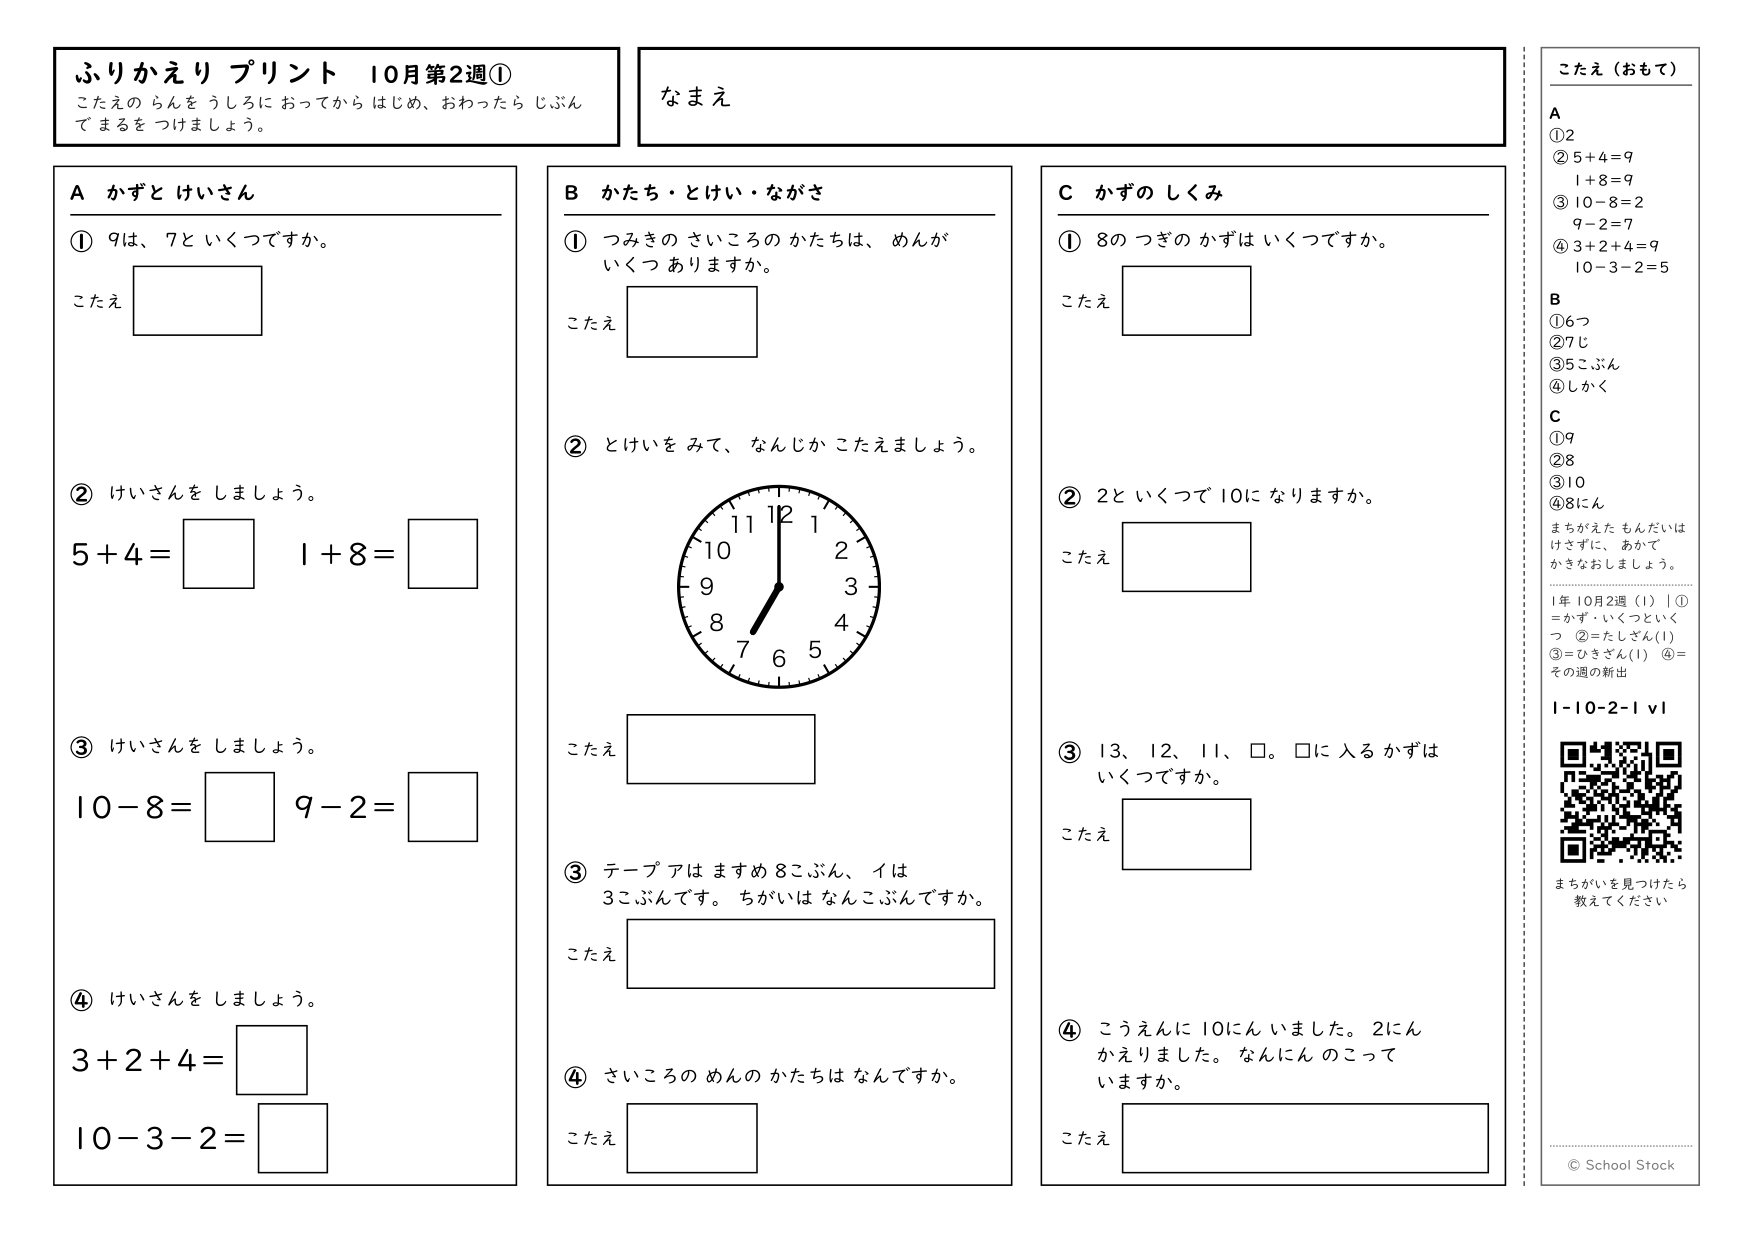 ふりかえり プリント　10月第2週①
こたえの らんを うしろに おってから はじめ、おわったら じぶん
で まるを つけましょう。
なまえ
A　かずと けいさん
① 9は、 7と いくつですか。
こたえ
② けいさんを しましょう。
5+4=　1+8=
③ けいさんを しましょう。
10-8=　9-2=
④ けいさんを しましょう。
3+2+4=
10-3-2=
B　かたち・とけい・ながさ
① つみきの さいころの かたちは、 めんが
いくつ ありますか。
こたえ
② とけいを みて、 なんじか こたえましょう。
12
1
2
3
4
5
6
7
8
9
10
11
こたえ
③ テープ アは ますめ 8こぶん、 イは
3こぶんです。 ちがいは なんこぶんですか。
こたえ
④ さいころの めんの かたちは なんですか。
こたえ
C　かずの しくみ
① 8の つぎの かずは いくつですか。
こたえ
② 2と いくつで 10に なりますか。
こたえ
③ 13、 12、 11、 □。 □に 入る かずは
いくつですか。
こたえ
④ こうえんに 10にん いました。 2にん
かえりました。 なんにん のこって
いますか。
こたえ
こたえ（おもて）
A
①2
②5+4=9
1+8=9
③10-8=2
9-2=7
④3+2+4=9
10-3-2=5
B
①6つ
②7じ
③5こぶん
④しかく
C
①9
②8
③10
④8にん
まちがえた もんだいは
けさずに、 あかで
かきなおしましょう。
1年 10月2週（1）｜①
=かず・いくつといく
つ　②=たしざん(1)
③=ひきざん(1)　④=
その週の新出
1-10-2-1 v1
まちがいを見つけたら
教えてください
© School Stock